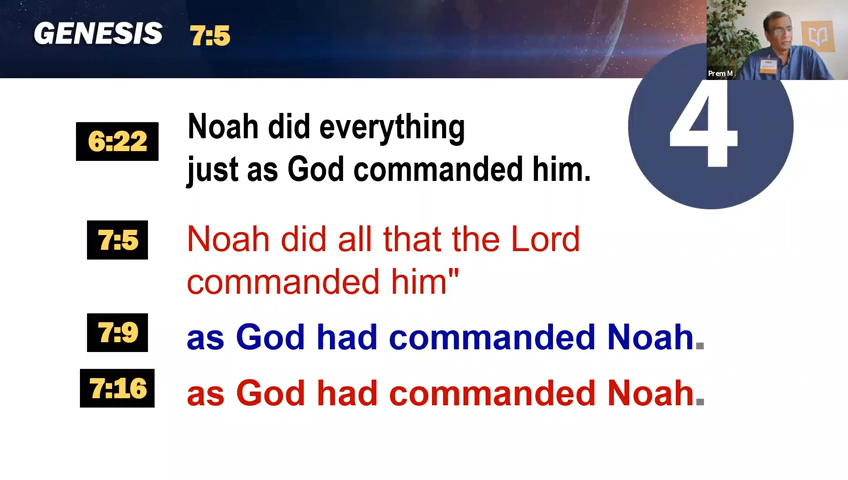 GENESIS 7:5
Prem M
4
6:22 Noah did everything
just as God commanded him.
7:5 Noah did all that the Lord
commanded him"
7:9 as God had commanded Noah.
7:16 as God had commanded Noah.